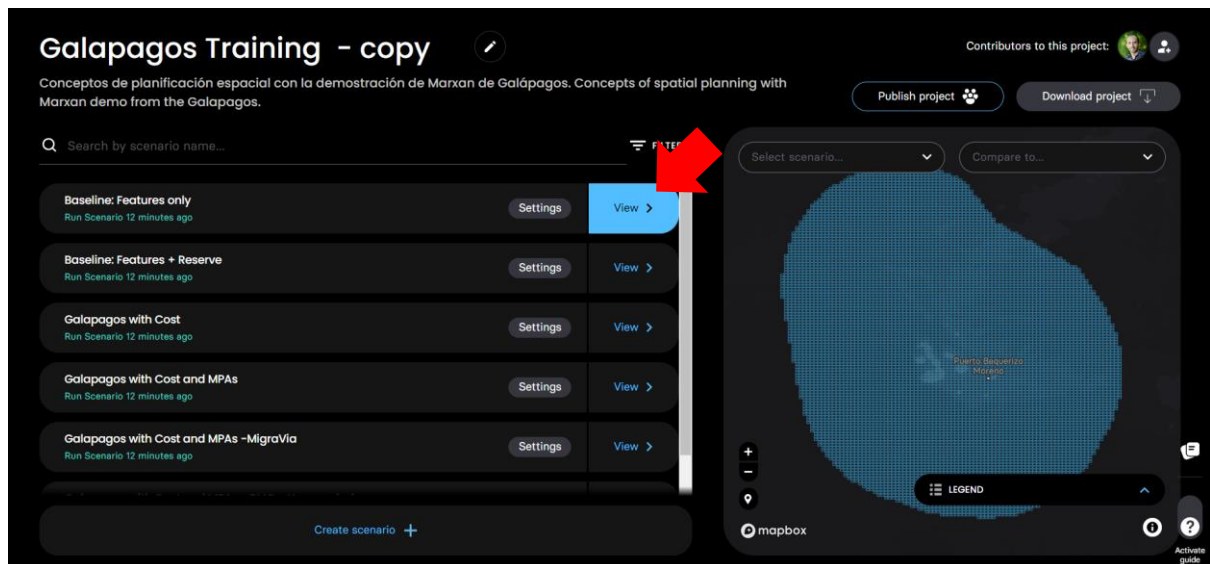 Galapagos Training - copy
Contributors to this project:
Conceptos de planificación espacial con la demostración de Marxan de Galápagos. Concepts of spatial planning with
Marxan demo from the Galapagos.
Publish project
Download project
Search by scenario name...
Select scenario...
Compare to...
Baseline: Features only
Run Scenario 12 minutes ago
Settings
View >
Baseline: Features + Reserve
Run Scenario 12 minutes ago
Settings
View >
Galapagos with Cost
Run Scenario 12 minutes ago
Settings
View >
Galapagos with Cost and MPAs
Run Scenario 12 minutes ago
Settings
View >
Galapagos with Cost and MPAs -MigraVia
Run Scenario 12 minutes ago
Settings
View >
Create scenario +
Puerto Baquerizo
Moreno
LEGEND
mapbox
Activate
guide